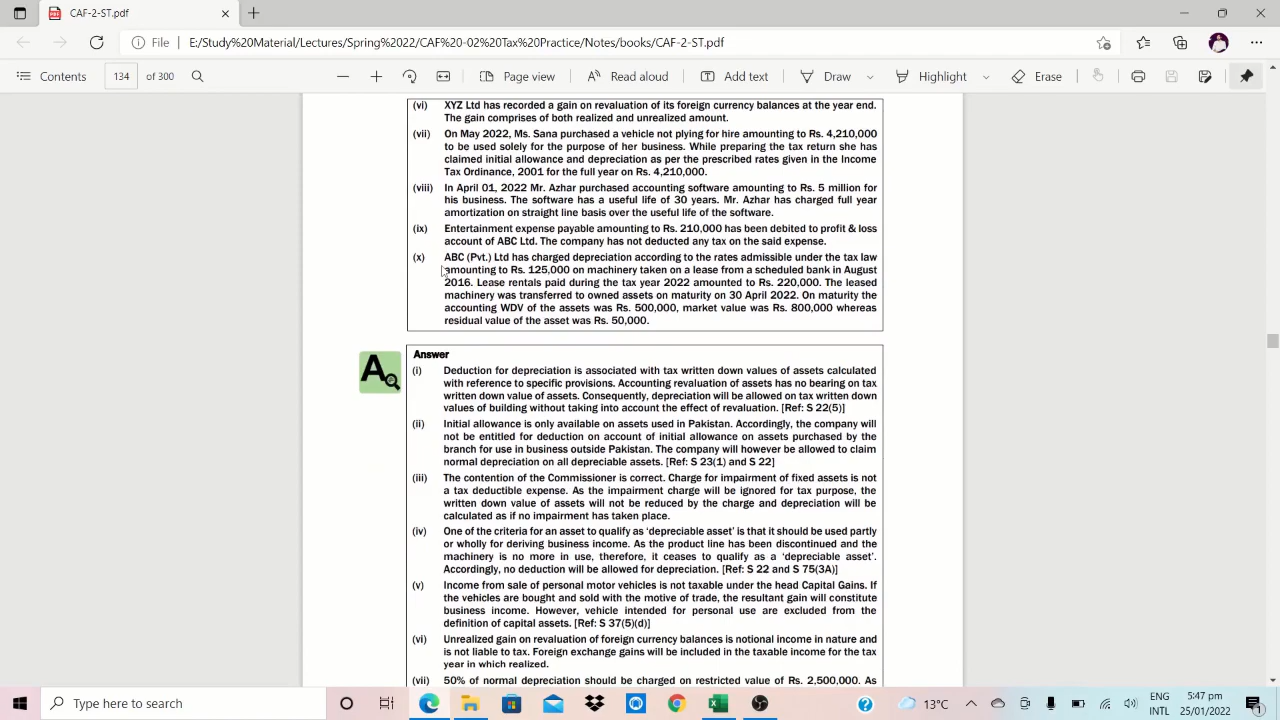 CAF-2-ST.pdf
File
E:/Study%20Material/Lectures/Spring%2022/CAF%20-02%20Tax%20Practice/Notes/books/CAF-2-ST.pdf
Contents 134 of 300 Page view Read aloud Add text Draw Highlight Erase
(vi) XYZ Ltd has recorded a gain on revaluation of its foreign currency balances at the year end.
The gain comprises of both realized and unrealized amount.
(vii) On May 2022, Ms. Sana purchased a vehicle not plying for hire amounting to Rs. 4,210,000
to be used solely for the purpose of her business. While preparing the tax return she has
claimed initial allowance and depreciation as per the prescribed rates given in the Income
Tax Ordinance, 2001 for the full year on Rs. 4,210,000.
(viii) In April 01, 2022 Mr. Azhar purchased accounting software amounting to Rs. 5 million for
his business. The software has a useful life of 30 years. Mr. Azhar has charged full year
amortization on straight line basis over the useful life of the software.
(ix) Entertainment expense payable amounting to Rs. 210,000 has been debited to profit & loss
account of ABC Ltd. The company has not deducted any tax on the said expense.
(x) ABC (Pvt.) Ltd has charged depreciation according to the rates admissible under the tax law
amounting to Rs. 125,000 on machinery taken on a lease from a scheduled bank in August
2016. Lease rentals paid during the tax year 2022 amounted to Rs. 220,000. The leased
machinery was transferred to owned assets on maturity on 30 April 2022. On maturity the
accounting WDV of the assets was Rs. 500,000, market value was Rs. 800,000 whereas
residual value of the asset was Rs. 50,000.
A
Answer
(i) Deduction for depreciation is associated with tax written down values of assets calculated
with reference to specific provisions. Accounting revaluation of assets has no bearing on tax
written down value of assets. Consequently, depreciation will be allowed on tax written down
values of building without taking into account the effect of revaluation. [Ref: S 22(5)]
(ii) Initial allowance is only available on assets used in Pakistan. Accordingly, the company will
not be entitled for deduction on account of initial allowance on assets purchased by the
branch for use in business outside Pakistan. The company will however be allowed to claim
normal depreciation on all depreciable assets. [Ref: S 23(1) and S 22]
(iii) The contention of the Commissioner is correct. Charge for impairment of fixed assets is not
a tax deductible expense. As the impairment charge will be ignored for tax purpose, the
written down value of assets will not be reduced by the charge and depreciation will be
calculated as if no impairment has taken place.
(iv) One of the criteria for an asset to qualify as ‘depreciable asset’ is that it should be used partly
or wholly for deriving business income. As the product line has been discontinued and the
machinery is no more in use, therefore, it ceases to qualify as a ‘depreciable asset’.
Accordingly, no deduction will be allowed for depreciation. [Ref: S 22 and S 75(3A)]
(v) Income from sale of personal motor vehicles is not taxable under the head Capital Gains. If
the vehicles are bought and sold with the motive of trade, the resultant gain will constitute
business income. However, vehicle intended for personal use are excluded from the
definition of capital assets. [Ref: S 37(5)(d)]
(vi) Unrealized gain on revaluation of foreign currency balances is notional income in nature and
is not liable to tax. Foreign exchange gains will be included in the taxable income for the tax
year in which realized.
(vii) 50% of normal depreciation should be charged on restricted value of Rs. 2,500,000. As
Type here to search
13°C
ENG
INTL
5:47 pm
25/01/2022